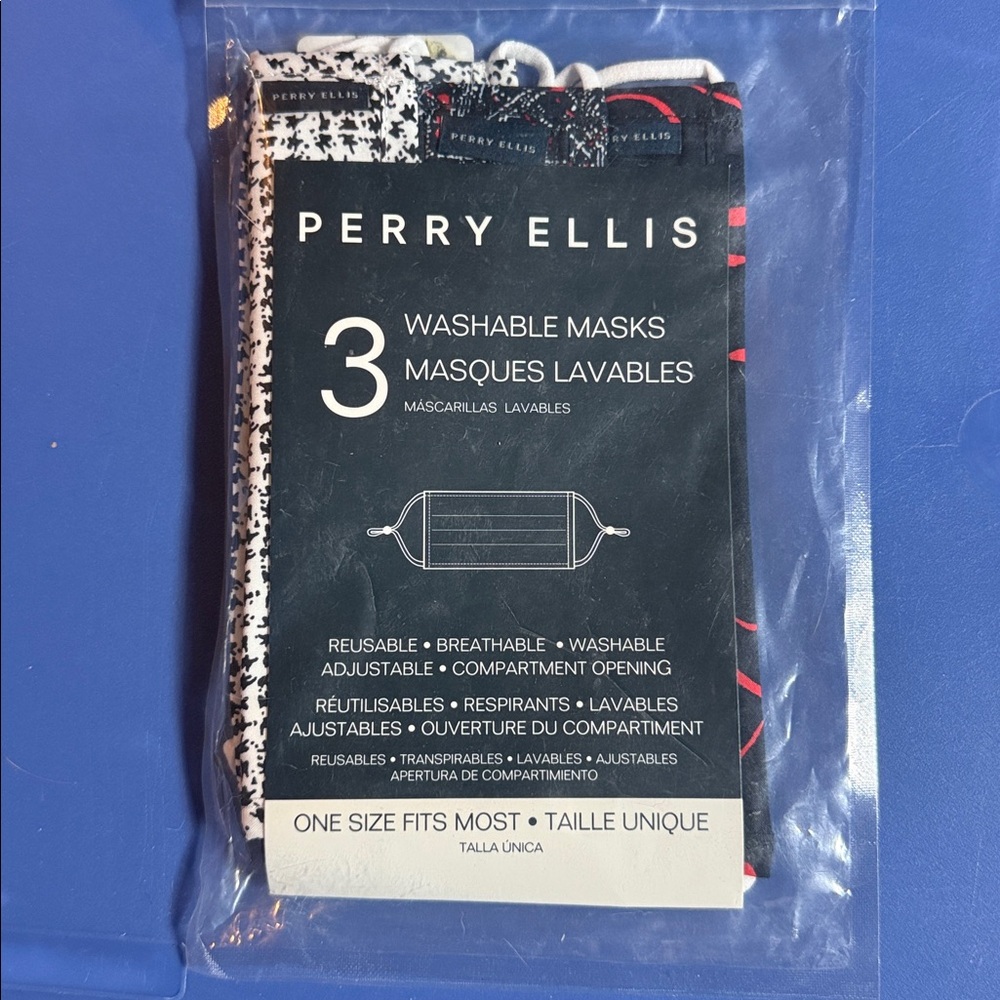 PERRY ELLIS
PERRY ELLIS
RY ELLIS
PERRY ELLIS
3
WASHABLE MASKS
MASQUES LAVABLES
MÁSCARILLAS LAVABLES
REUSABLE • BREATHABLE • WASHABLE
ADJUSTABLE • COMPARTMENT OPENING
RÉUTILISABLES • RESPIRANTS • LAVABLES
AJUSTABLES • OUVERTURE DU COMPARTIMENT
REUSABLES • TRANSPIRABLES • LAVABLES • AJUSTABLES
APERTURA DE COMPARTIMIENTO
ONE SIZE FITS MOST • TAILLE UNIQUE
TALLA ÚNICA